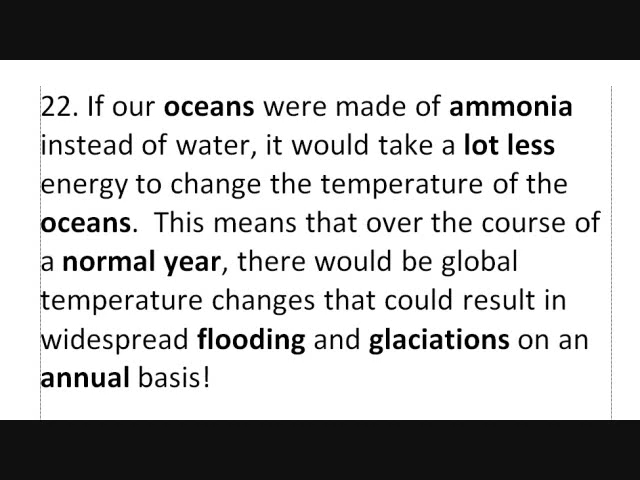 22. If our oceans were made of ammonia
instead of water, it would take a lot less
energy to change the temperature of the
oceans.  This means that over the course of
a normal year, there would be global
temperature changes that could result in
widespread flooding and glaciations on an
annual basis!